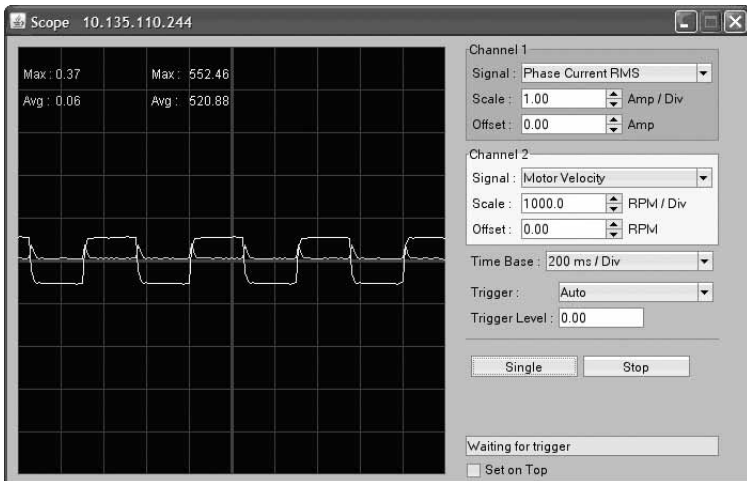 Scope 10.135.110.244
Max : 0.37 Max : 552.46
Avg : 0.06 Avg : 520.88
Channel 1
Signal : Phase Current RMS
Scale : 1.00 Amp / Div
Offset : 0.00 Amp
Channel 2
Signal : Motor Velocity
Scale : 1000.0 RPM / Div
Offset : 0.00 RPM
Time Base : 200 ms / Div
Trigger : Auto
Trigger Level : 0.00
Single Stop
Waiting for trigger
Set on Top